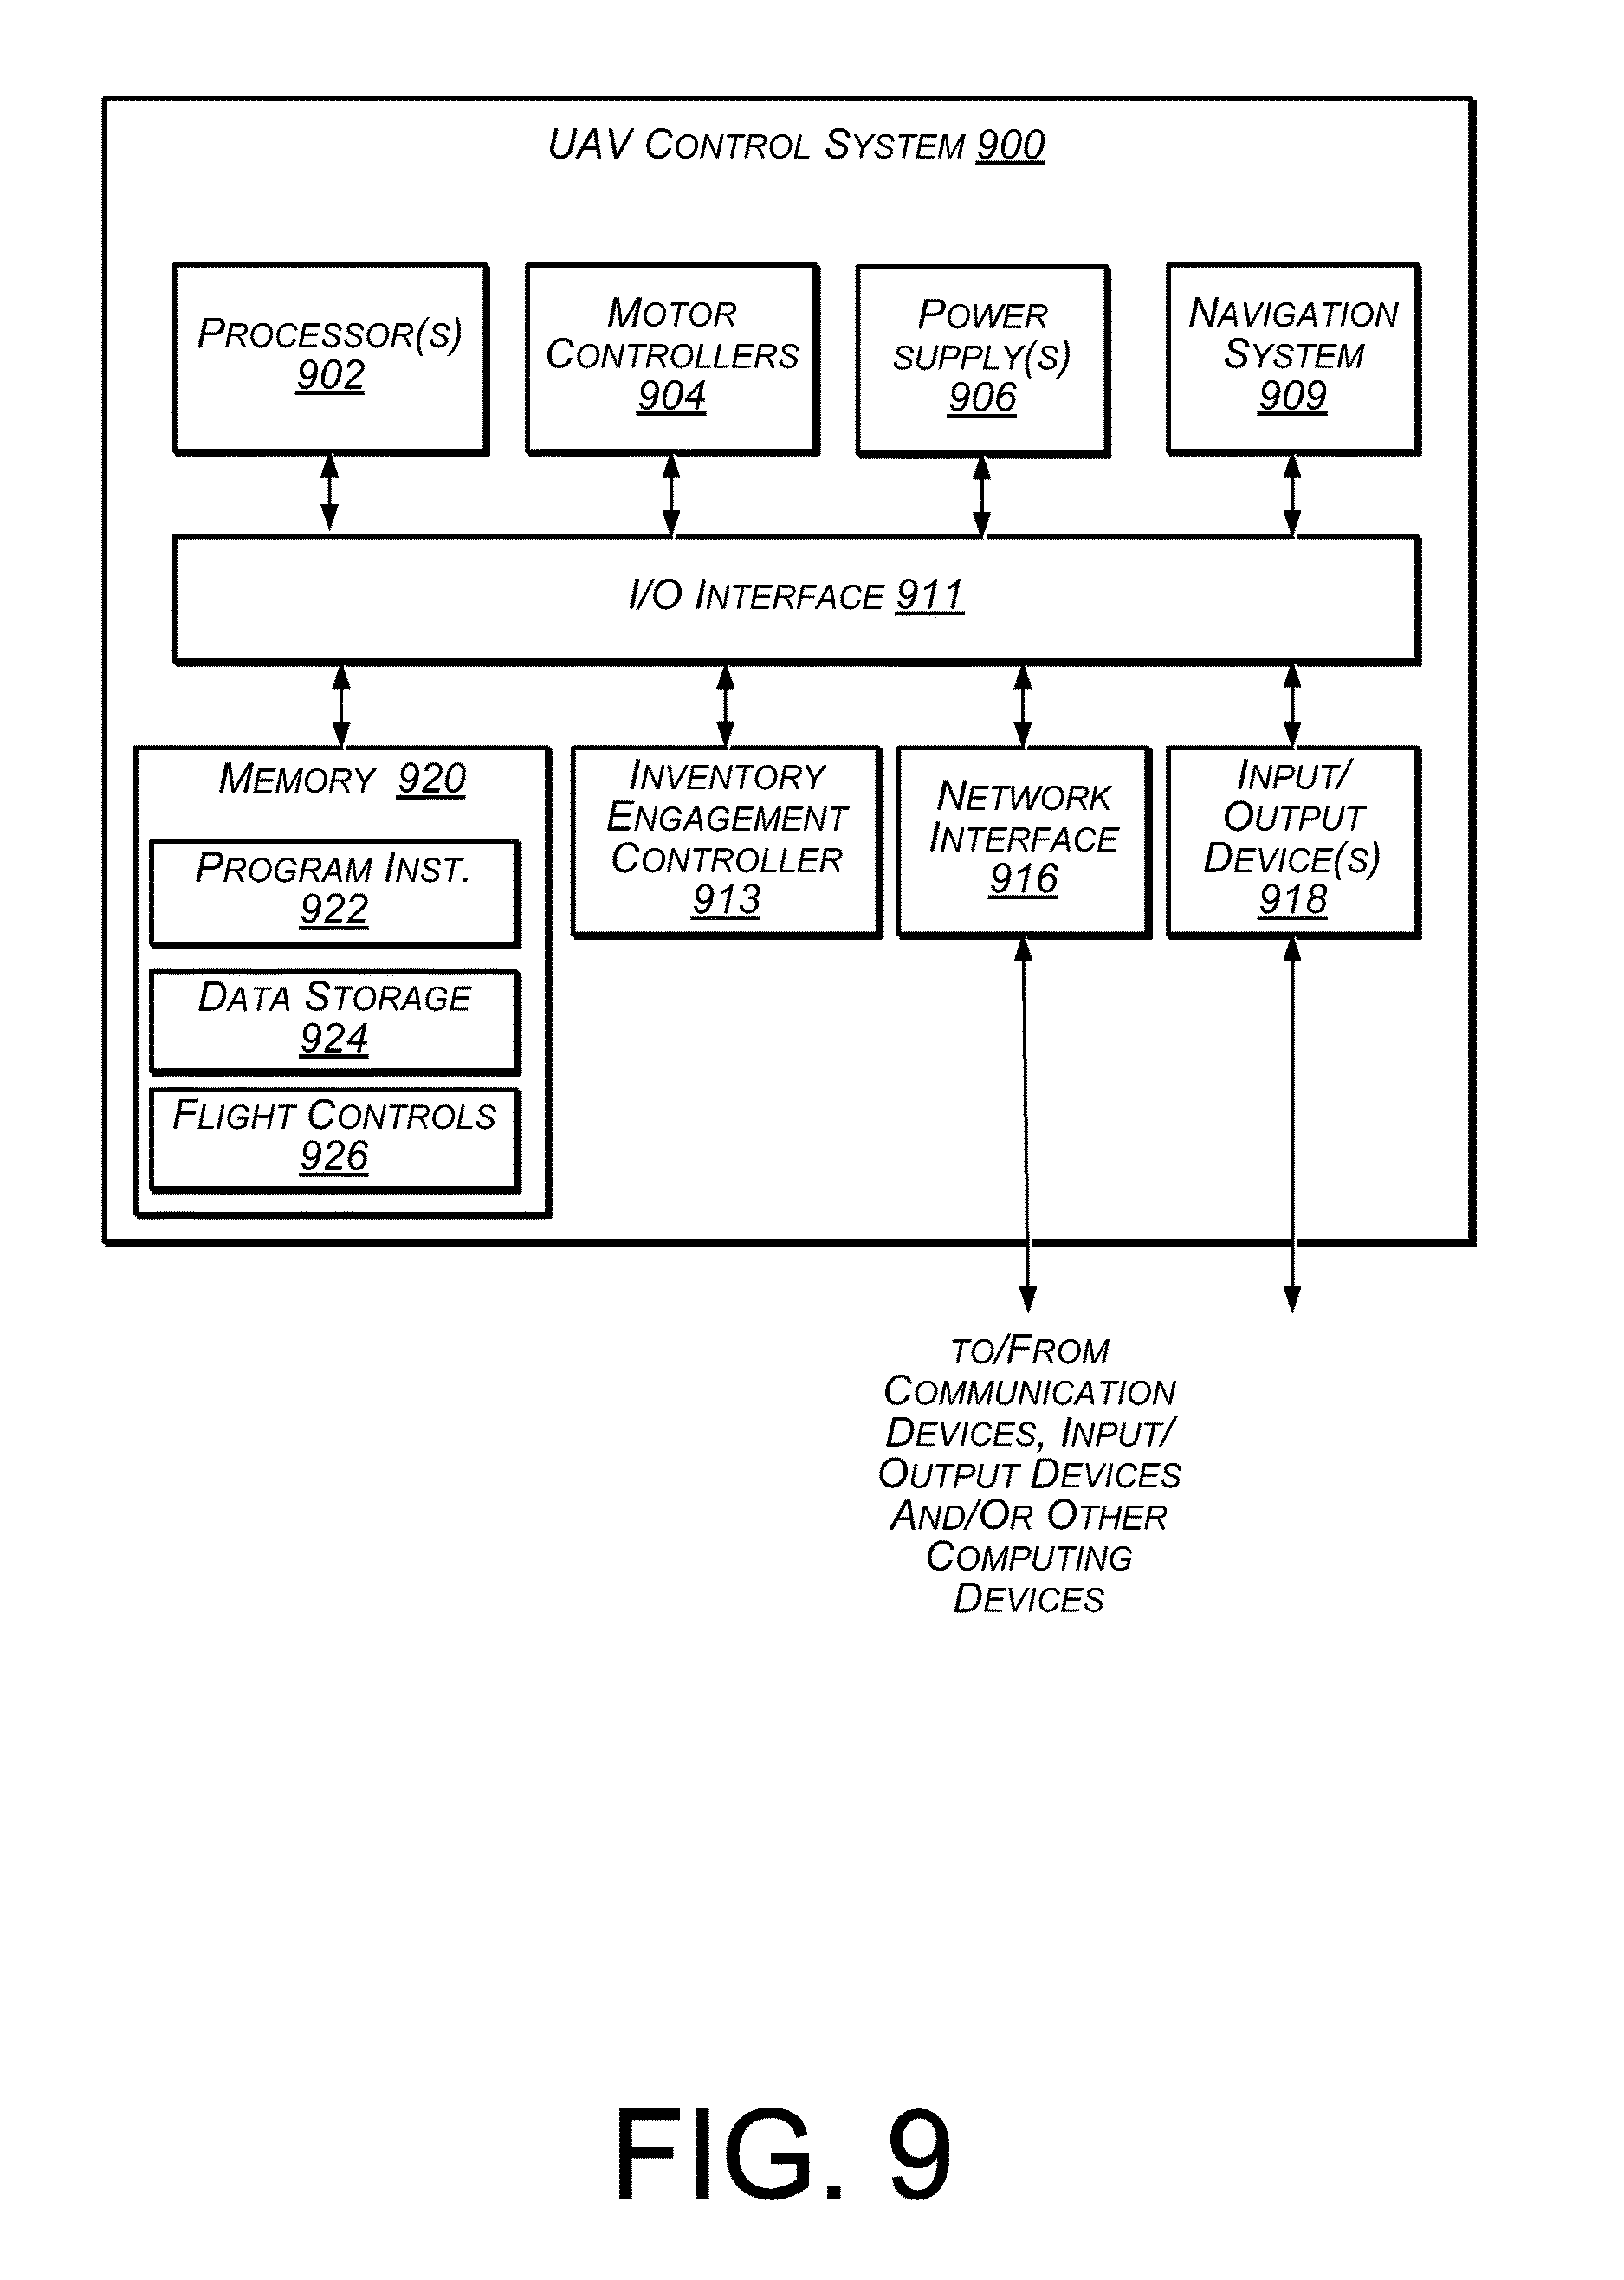 UAV CONTROL SYSTEM 900
PROCESSOR(S)
902
MOTOR
CONTROLLERS
904
POWER
SUPPLY(S)
906
NAVIGATION
SYSTEM
909
I/O INTERFACE 911
MEMORY 920
PROGRAM INST.
922
DATA STORAGE
924
FLIGHT CONTROLS
926
INVENTORY
ENGAGEMENT
CONTROLLER
913
NETWORK
INTERFACE
916
INPUT/
OUTPUT
DEVICE(S)
918
TO/FROM
COMMUNICATION
DEVICES, INPUT/
OUTPUT DEVICES
AND/OR OTHER
COMPUTING
DEVICES
FIG. 9